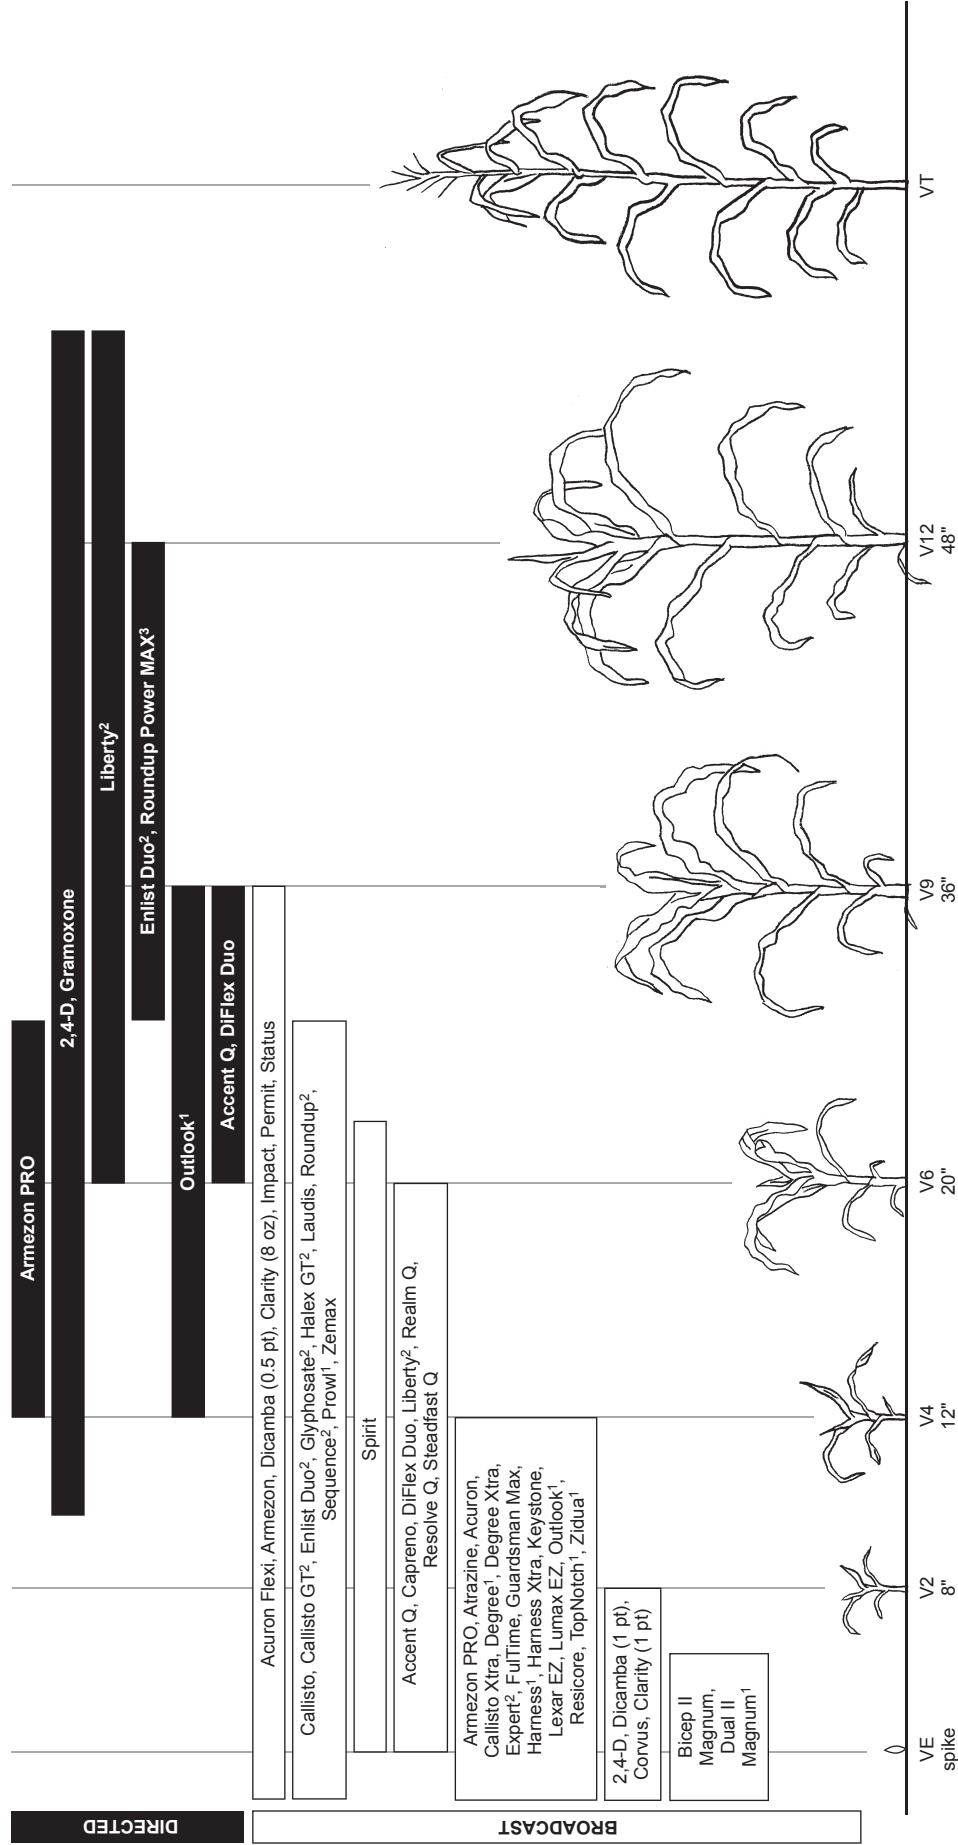 DIRECTED
Armezon PRO
2,4-D, Gramoxone
Liberty²
Enlist Duo², Roundup Power MAX³
Outlook¹
Accent Q, DiFlex Duo
BROADCAST
Acuron Flexi, Armezon, Dicamba (0.5 pt), Clarity (8 oz), Impact, Permit, Status
Callisto, Callisto GT², Enlist Duo², Glyphosate², Halex GT², Laudis, Roundup²,
Sequence², Prowl¹, Zemax
Spirit
Accent Q, Capreno, DiFlex Duo, Liberty², Realm Q,
Resolve Q, Steadfast Q
Armezon PRO, Atrazine, Acuron,
Callisto Xtra, Degree¹, Degree Xtra,
Expert², FulTime, Guardsman Max,
Harness¹, Harness Xtra, Keystone,
Lexar EZ, Lumax EZ, Outlook¹,
Resicore, TopNotch¹, Zidua¹
2,4-D, Dicamba (1 pt),
Corvus, Clarity (1 pt)
Bicep II
Magnum,
Dual II
Magnum¹
VE
spike
V2
8"
V4
12"
V6
20"
V9
36"
V12
48"
VT